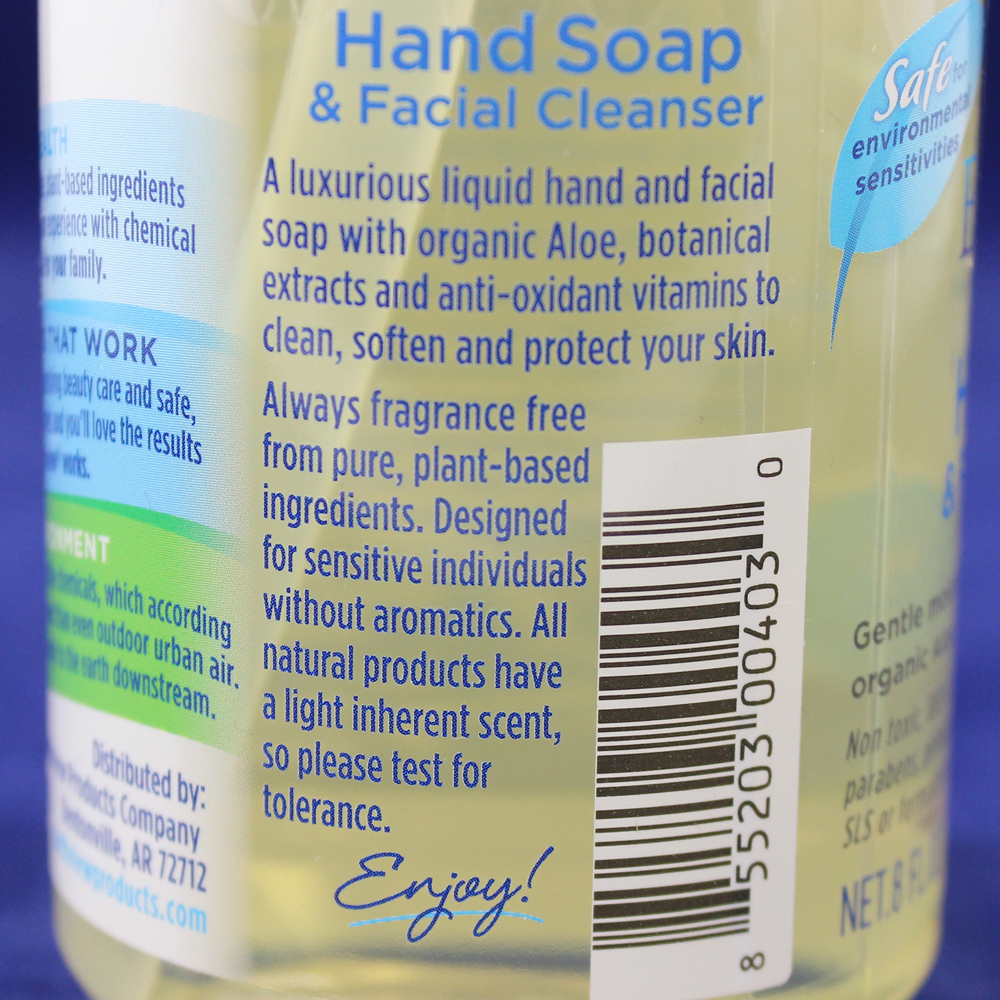 Hand Soap
& Facial Cleanser
A luxurious liquid hand and facial
soap with organic Aloe, botanical
extracts and anti-oxidant vitamins to
clean, soften and protect your skin.
Always fragrance free
from pure, plant-based
ingredients. Designed
for sensitive individuals
without aromatics. All
natural products have
a light inherent scent,
so please test for
tolerance.
Enjoy!
8 55203 00403 0
-based ingredients
experience with chemical
your family.
THAT WORK
beauty care and safe,
and you'll love the results
works.
chemicals, which according
than even outdoor urban air.
to the earth downstream.
Distributed by:
Products Company
AR 72712
products.com
Safe for
environmental
sensitivities
&
Gentle
organic
Non toxic,
parabens,
SLS or
NET. 8